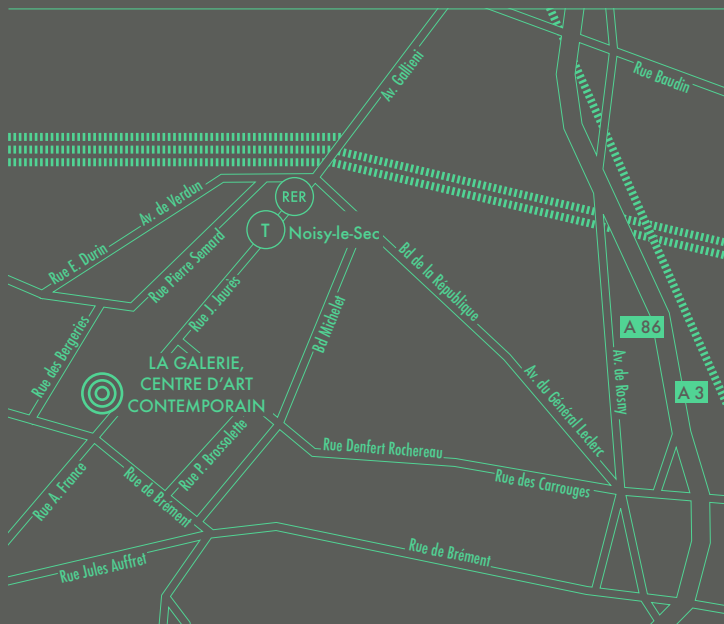 Av. Gallieni
Rue Baudin
RER
Av. de Verdun
T
Noisy-le-Sec
Rue E. Durin
Rue Pierre Semard
Bd de la République
Rue J. Jaures
Bd Michelet
A 86
Rue des Bergeries
LA GALERIE,
CENTRE D'ART
CONTEMPORAIN
Av. de Rosny
A 3
Av. du Général Leclerc
Rue P. Brossolette
Rue Denfert Rochereau
Rue des Carrouges
Rue A. France
Rue de Brément
Rue Jules Auffret
Rue de Brément